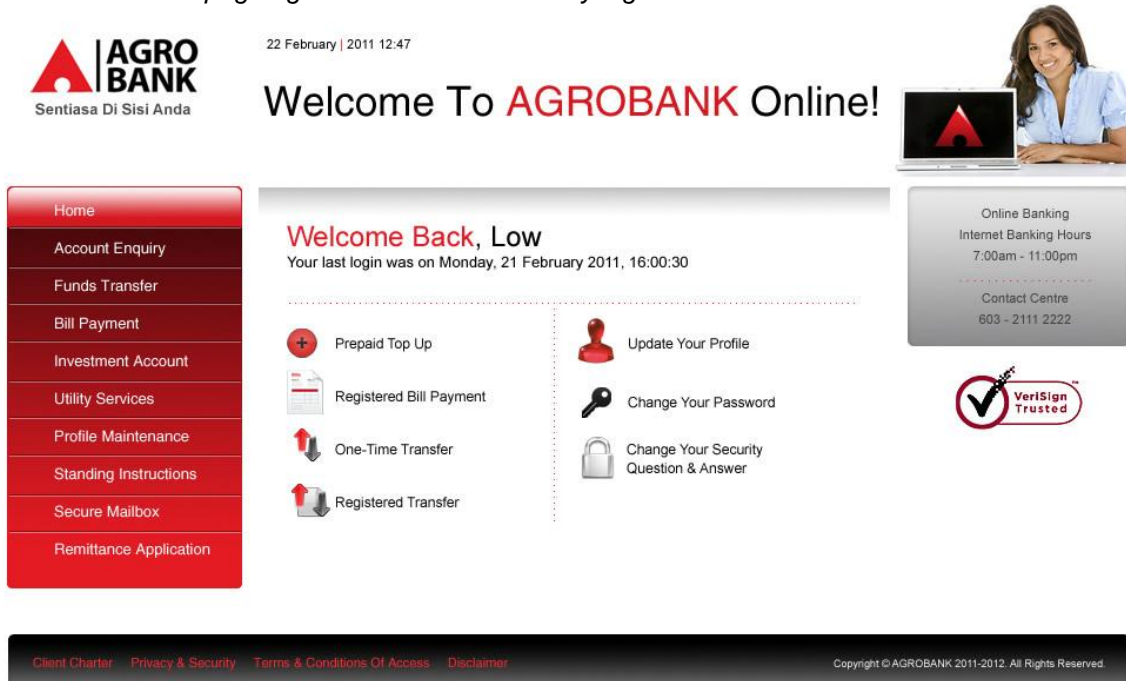 22 February | 2011 12:47
AGRO
BANK
Sentiasa Di Sisi Anda
Welcome To AGROBANK Online!
Home
Account Enquiry
Funds Transfer
Bill Payment
Investment Account
Utility Services
Profile Maintenance
Standing Instructions
Secure Mailbox
Remittance Application
Welcome Back, Low
Your last login was on Monday, 21 February 2011, 16:00:30
Prepaid Top Up
Registered Bill Payment
One-Time Transfer
Registered Transfer
Update Your Profile
Change Your Password
Change Your Security
Question & Answer
Online Banking
Internet Banking Hours
7:00am - 11:00pm
Contact Centre
603 - 2111 2222
VeriSign
Trusted
Client Charter Privacy & Security Terms & Conditions Of Access Disclaimer
Copyright © AGROBANK 2011-2012. All Rights Reserved.